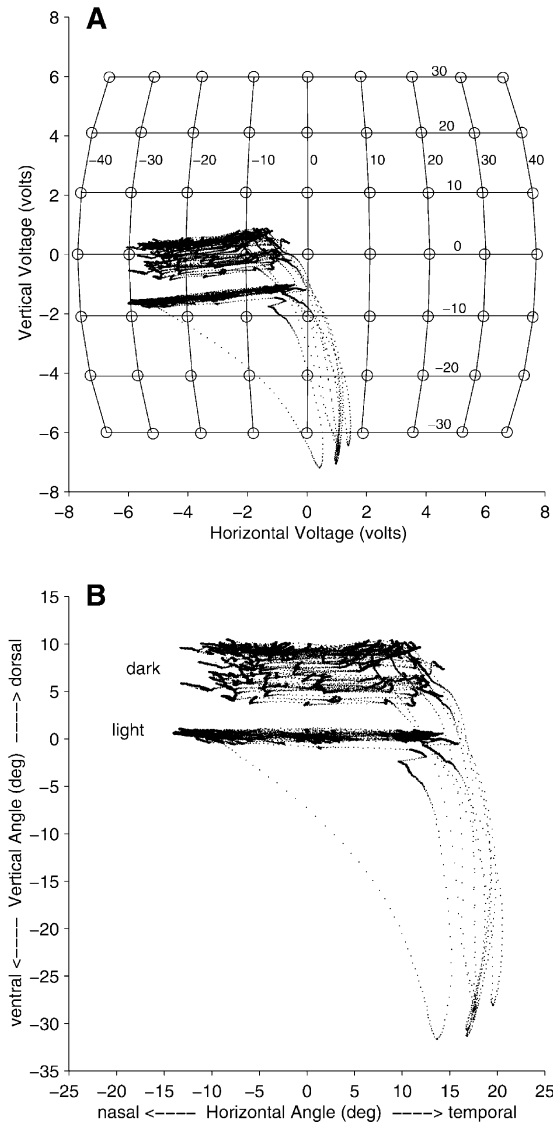 A
8
6
4
2
0
−2
−4
−6
−8
Vertical Voltage (volts)
30
20
−40 −30 −20 −10 0 10 20 30 40
10
0
−10
−20
−30
−8 −6 −4 −2 0 2 4 6 8
Horizontal Voltage (volts)
B
15
10
5
0
−5
−10
−15
−20
−25
−30
−35
ventral <−−−− Vertical Angle (deg) −−−−> dorsal
dark
light
−25 −20 −15 −10 −5 0 5 10 15 20 25
nasal <−−−− Horizontal Angle (deg) −−−−> temporal